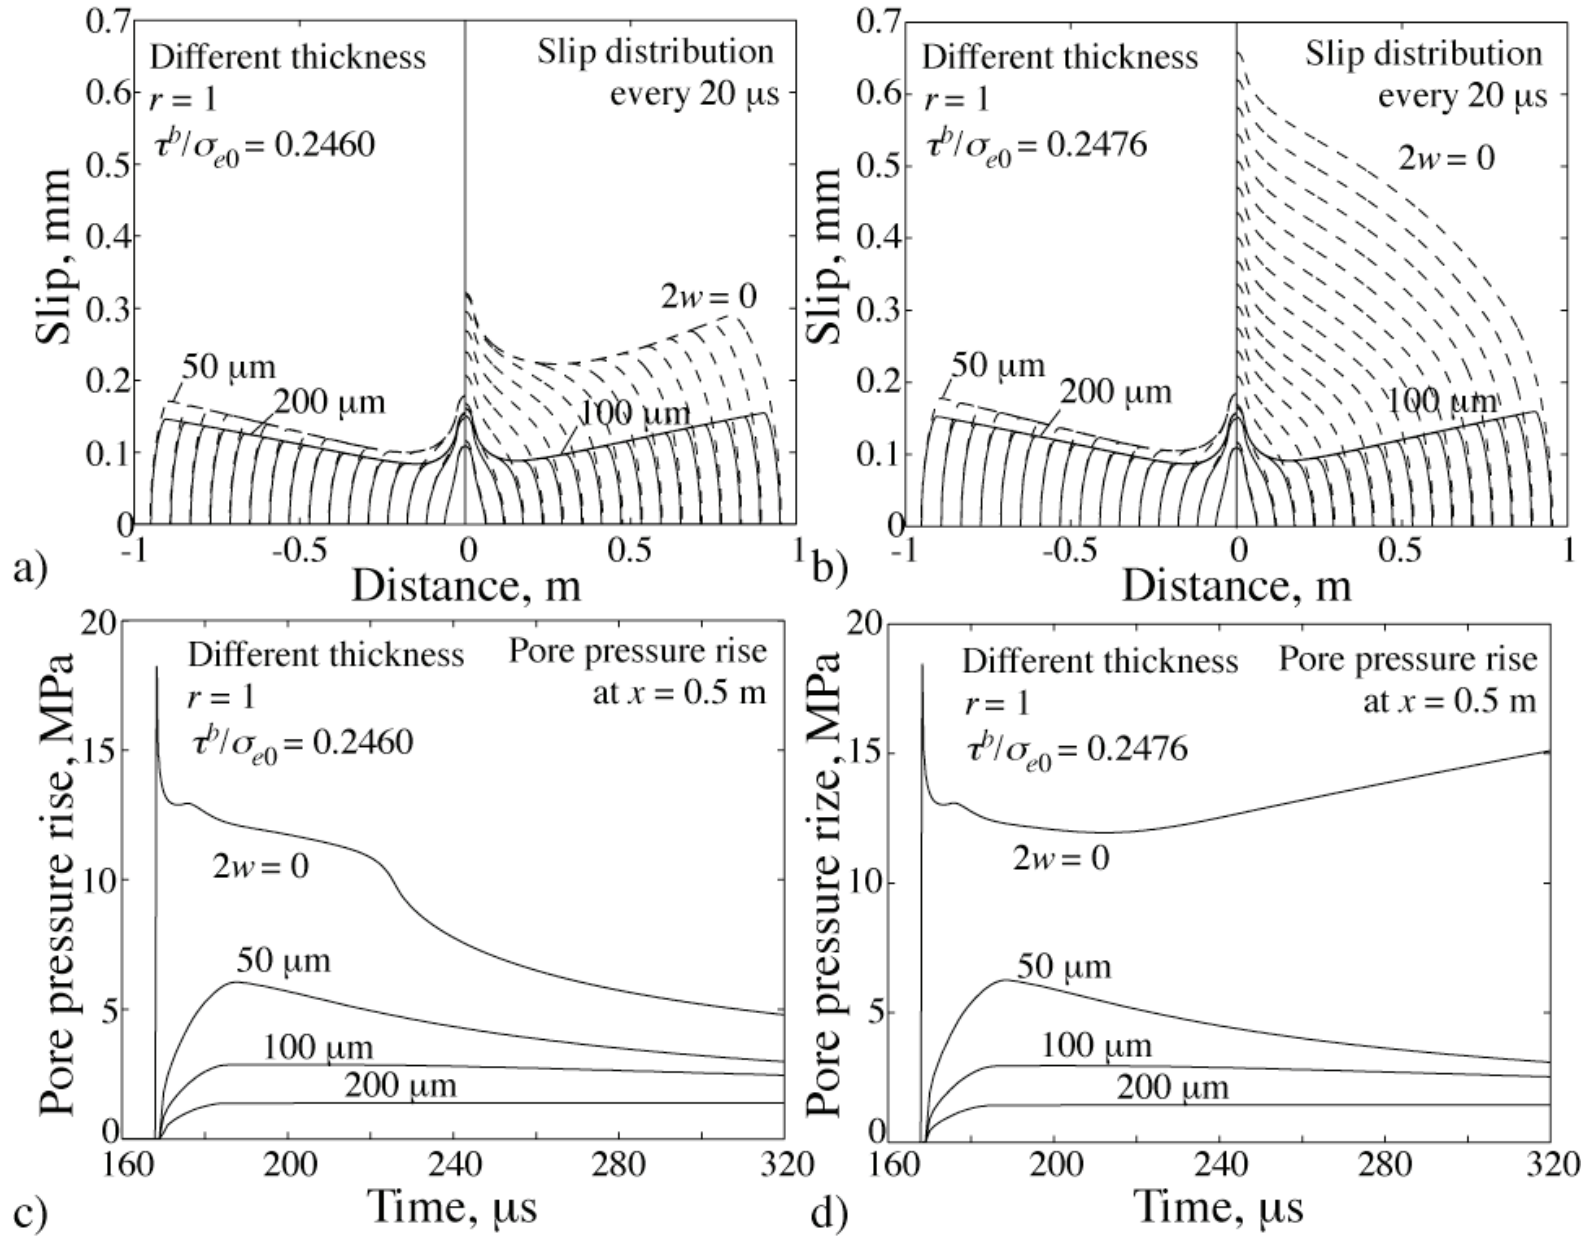 Different thickness
r = 1
τᵇ/σₑ₀ = 0.2460
Slip distribution
every 20 μs
2w = 0
50 μm
200 μm
100 μm
0.7
0.6
0.5
0.4
0.3
0.2
0.1
0
-1
-0.5
0
0.5
1
Slip, mm
Distance, m
a)
Different thickness
r = 1
τᵇ/σₑ₀ = 0.2476
Slip distribution
every 20 μs
2w = 0
50 μm
200 μm
100 μm
0.7
0.6
0.5
0.4
0.3
0.2
0.1
0
-1
-0.5
0
0.5
1
Slip, mm
Distance, m
b)
Different thickness
r = 1
τᵇ/σₑ₀ = 0.2460
Pore pressure rise
at x = 0.5 m
2w = 0
50 μm
100 μm
200 μm
20
15
10
5
0
160
200
240
280
320
Pore pressure rise, MPa
Time, μs
c)
Different thickness
r = 1
τᵇ/σₑ₀ = 0.2476
Pore pressure rise
at x = 0.5 m
2w = 0
50 μm
100 μm
200 μm
20
15
10
5
0
160
200
240
280
320
Pore pressure rize, MPa
Time, μs
d)